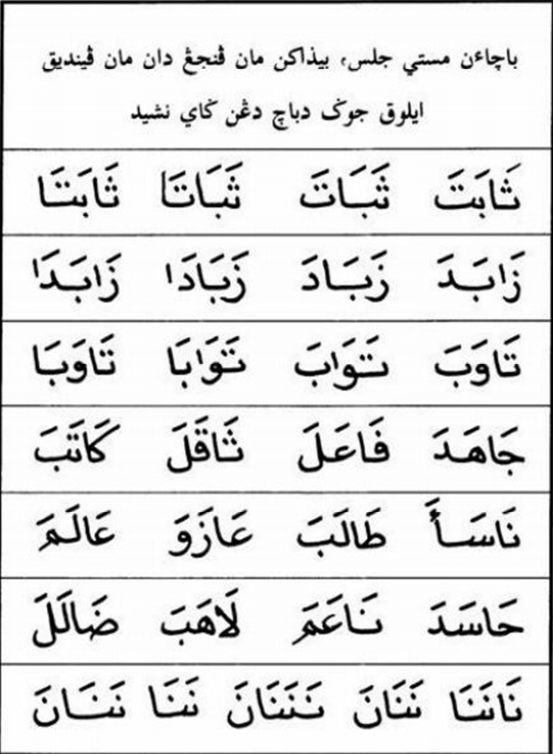 باچاءن مستي جلس، بيذاکن مان ڤنجڠ دان مان ڤينديق
ايلوق جوݢ دباچ دڠن ݢاي نشيد
ثَابَتَ ثَبَاتَ ثَبَاتَا ثَابَتَا
زَابَدَ زَبَادَ زَبَادَا زَابَدَا
تَاوَبَ تَوَابَ تَوَابَا تَاوَبَا
جَاهَدَ فَاعَلَ ثَاقَلَ كَاتَبَ
نَاسَأَ طَالَبَ عَازَوَ عَالَمَ
حَاسَدَ نَاعَمَ لَاهَبَ ضَالَلَ
نَانَنَا نَنَانَ نَنَنَانَ نَنَنَا نَنَانَ